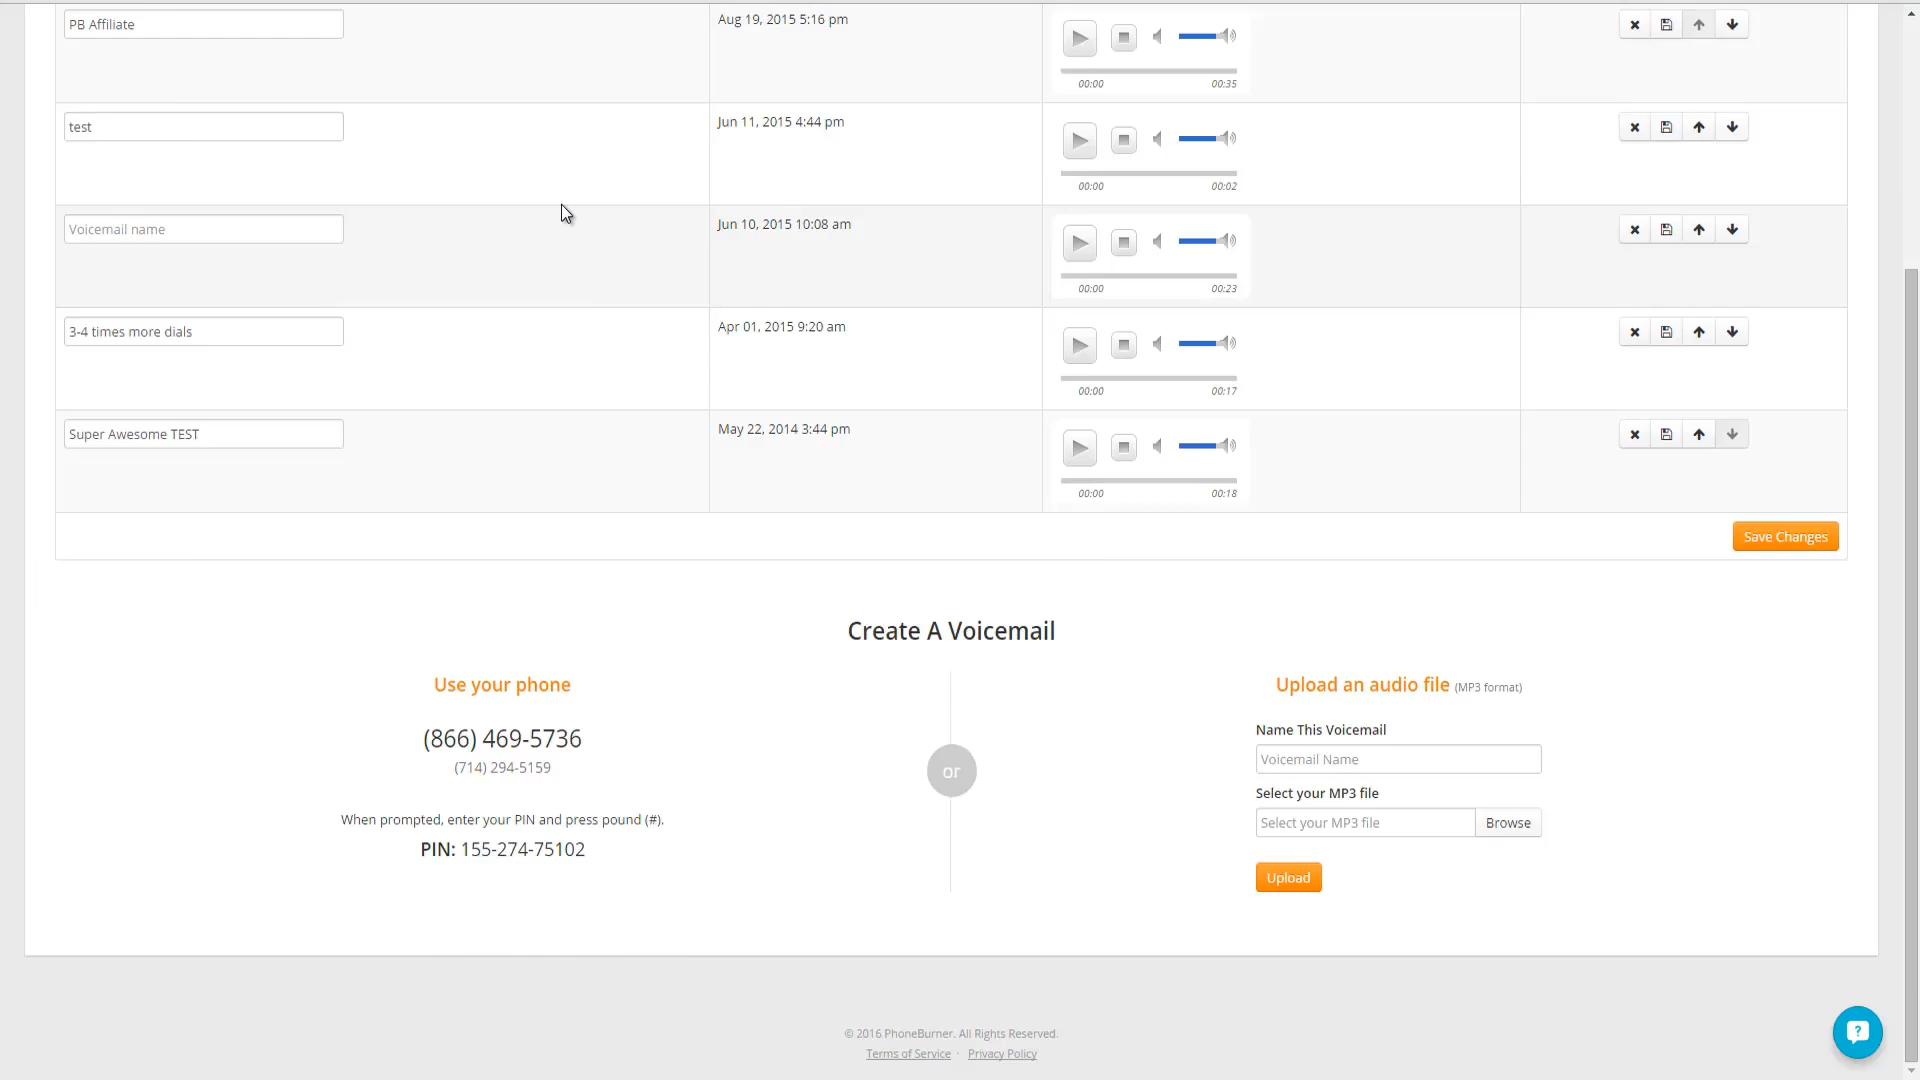 PB Affiliate
Aug 19, 2015 5:16 pm
00:00 00:35
test
Jun 11, 2015 4:44 pm
00:00 00:02
Voicemail name
Jun 10, 2015 10:08 am
00:00 00:23
3-4 times more dials
Apr 01, 2015 9:20 am
00:00 00:17
Super Awesome TEST
May 22, 2014 3:44 pm
00:00 00:18
Save Changes
Create A Voicemail
Use your phone
(866) 469-5736
(714) 294-5159
When prompted, enter your PIN and press pound (#).
PIN: 155-274-75102
or
Upload an audio file (MP3 format)
Name This Voicemail
Voicemail Name
Select your MP3 file
Select your MP3 file Browse
Upload
© 2016 PhoneBurner. All Rights Reserved.
Terms of Service · Privacy Policy